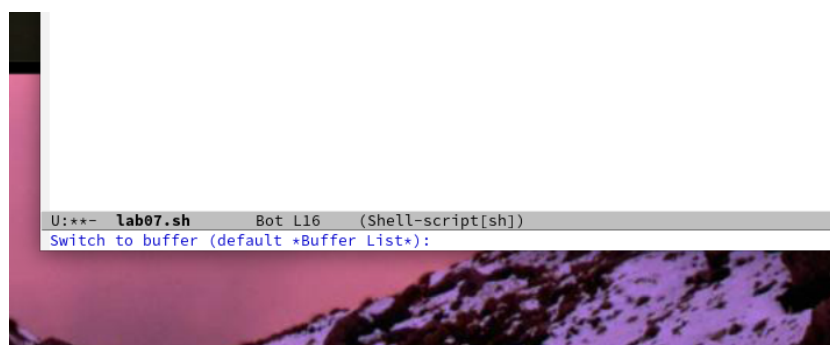 U:**-  lab07.sh       Bot L16    (Shell-script[sh])
Switch to buffer (default *Buffer List*):